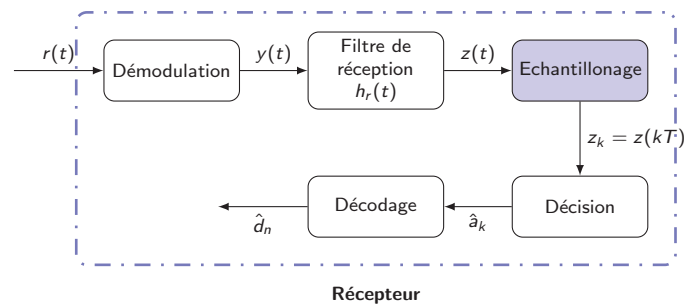 r(t)
Démodulation
y(t)
Filtre de
réception
h_r(t)
z(t)
Echantillonage
z_k = z(kT)
Décision
â_k
Décodage
d̂_n
Récepteur